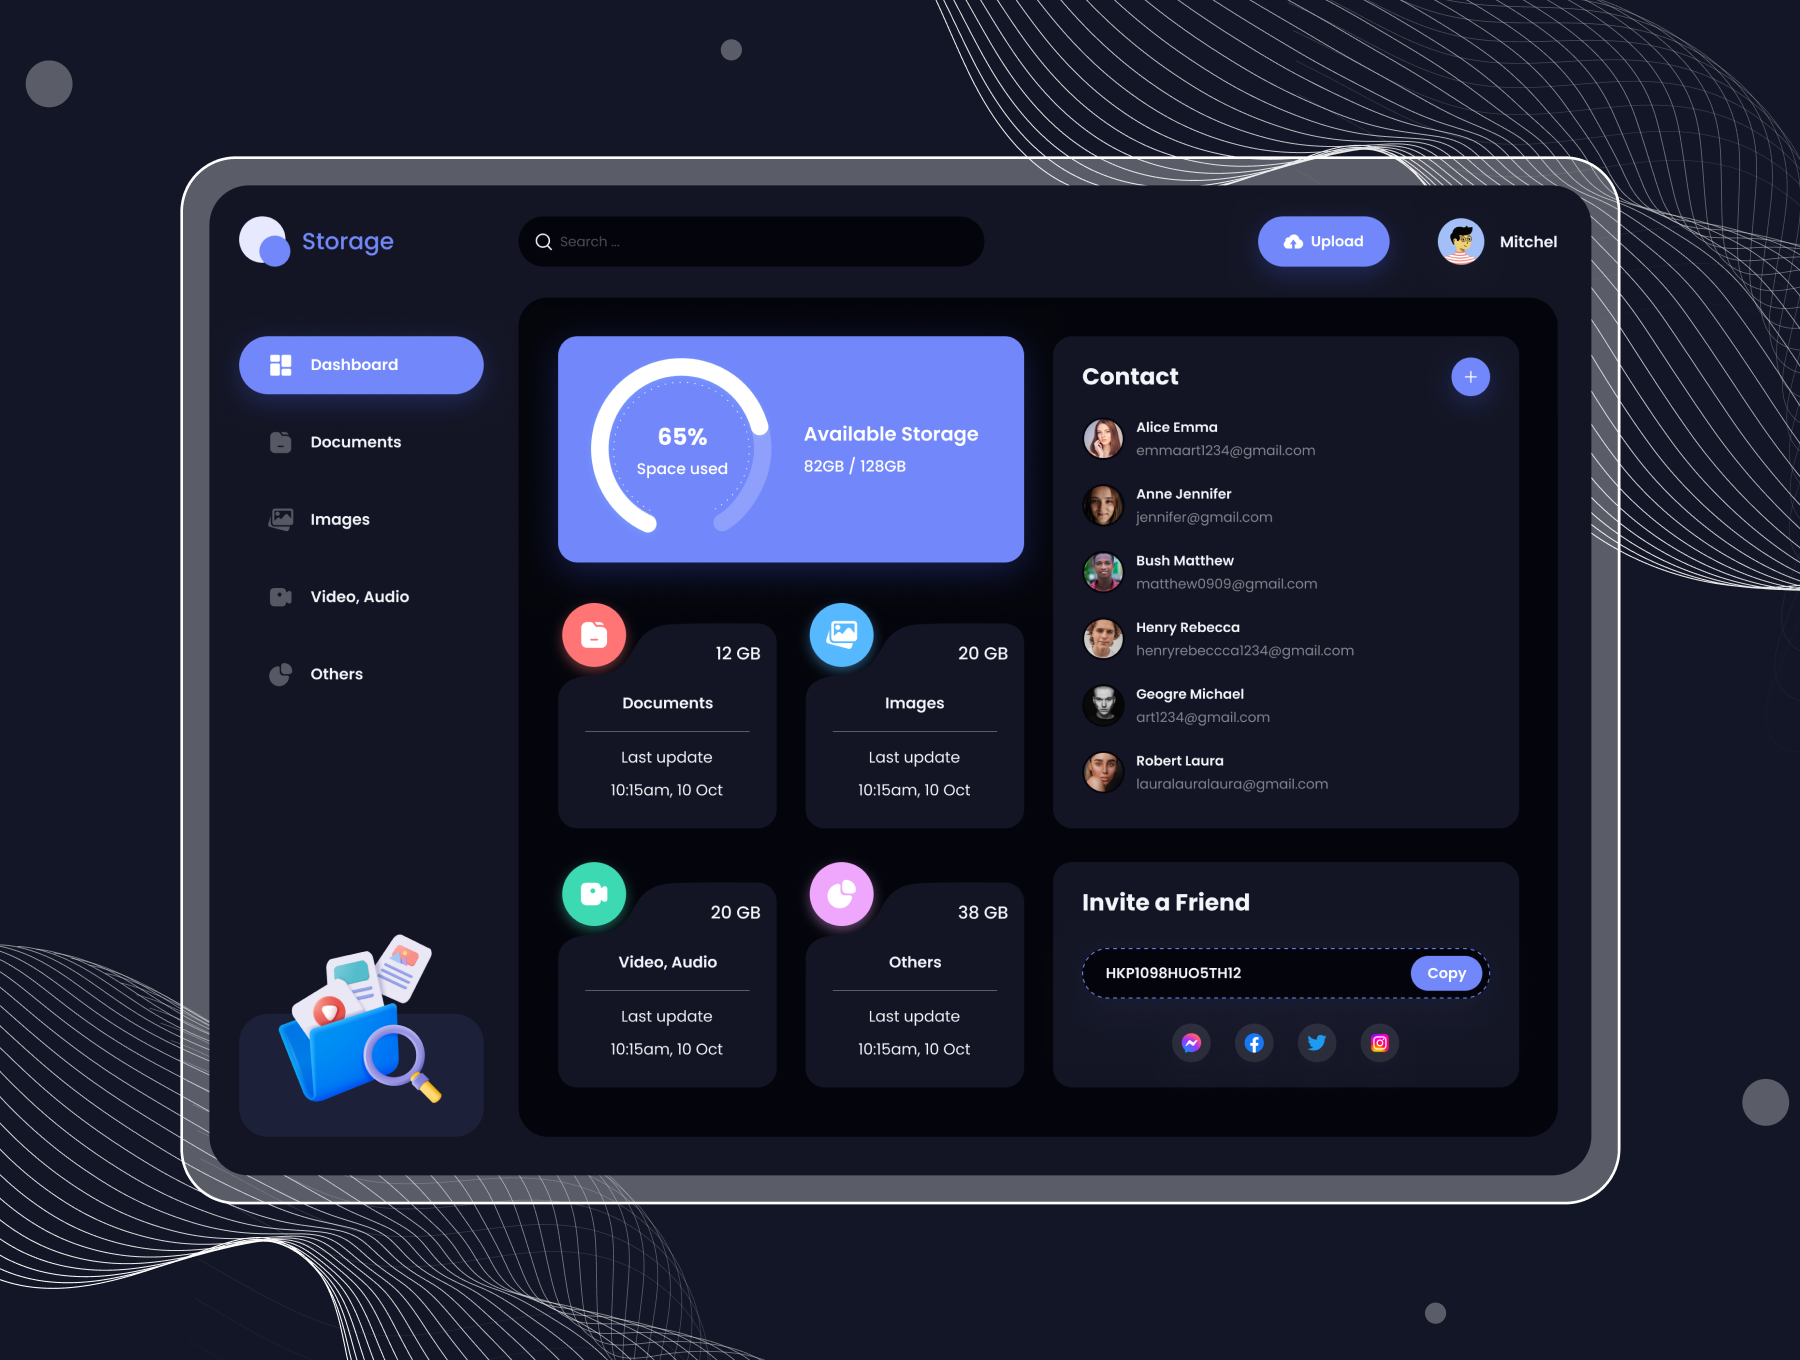 Storage
Search ...
Upload
Mitchel
Dashboard
Documents
Images
Video, Audio
Others
65%
Space used
Available Storage
82GB / 128GB
12 GB
Documents
Last update
10:15am, 10 Oct
20 GB
Images
Last update
10:15am, 10 Oct
20 GB
Video, Audio
Last update
10:15am, 10 Oct
38 GB
Others
Last update
10:15am, 10 Oct
Contact
Alice Emma
emmaart1234@gmail.com
Anne Jennifer
jennifer@gmail.com
Bush Matthew
matthew0909@gmail.com
Henry Rebecca
henryrebeccca1234@gmail.com
Geogre Michael
art1234@gmail.com
Robert Laura
lauralauralaura@gmail.com
Invite a Friend
HKP1098HUO5TH12
Copy